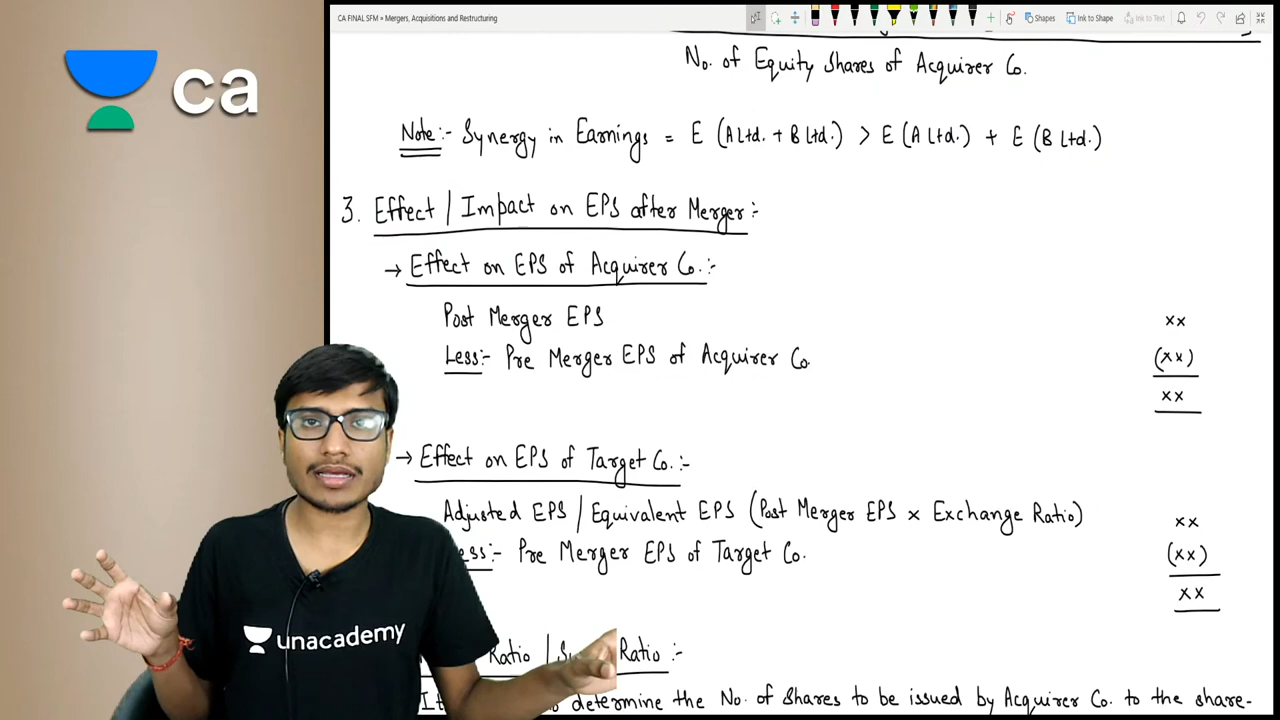 CA FINAL SFM » Mergers, Acquisitions and Restructuring
Shapes Ink to Shape Ink to Text
ca
No. of Equity Shares of Acquirer Co.
Note:- Synergy in Earnings = E (A Ltd. + B Ltd.) > E (A Ltd.) + E (B Ltd.)
3. Effect / Impact on EPS after Merger:-
→ Effect on EPS of Acquirer Co.:-
Post Merger EPS xx
Less:- Pre Merger EPS of Acquirer Co. (xx)
xx
→ Effect on EPS of Target Co.:-
Adjusted EPS / Equivalent EPS (Post Merger EPS x Exchange Ratio) xx
Less:- Pre Merger EPS of Target Co. (xx)
xx
unacademy
Ratio / Ratio :-
determine the No. of Shares to be issued by Acquirer Co. to the share-